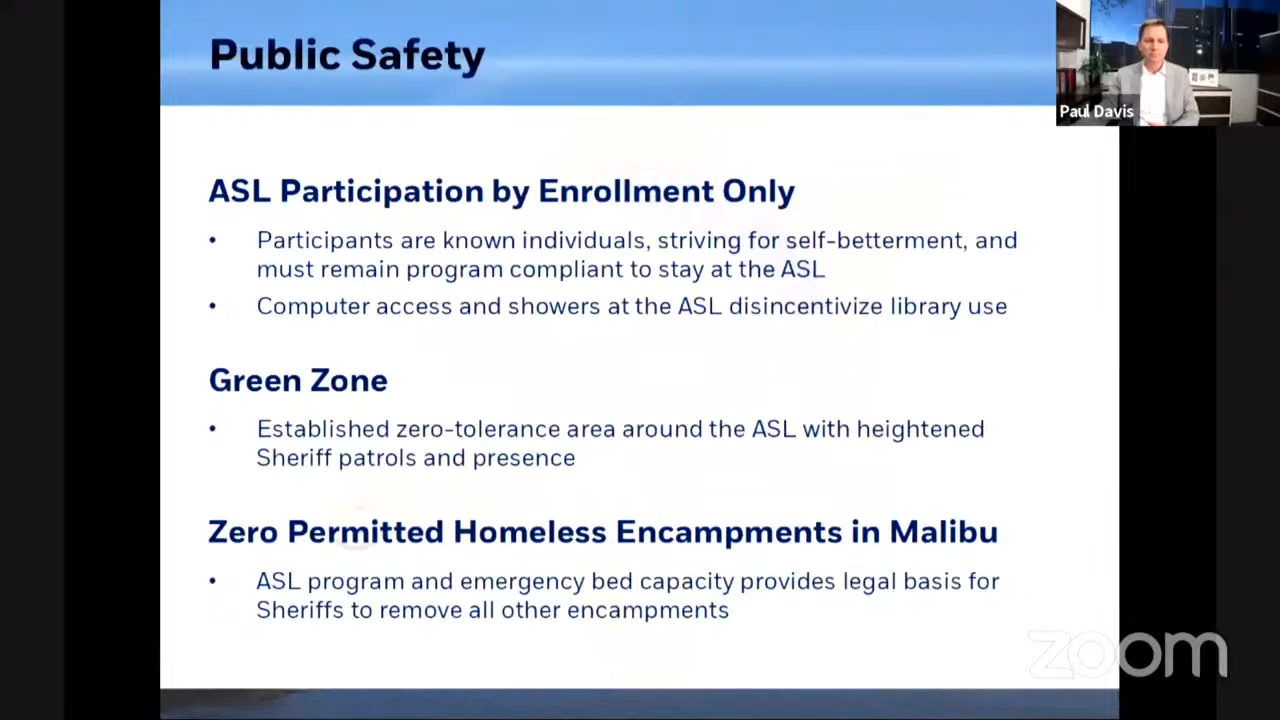 Public Safety
Paul Davis
ASL Participation by Enrollment Only
• Participants are known individuals, striving for self-betterment, and
must remain program compliant to stay at the ASL
• Computer access and showers at the ASL disincentivize library use
Green Zone
• Established zero-tolerance area around the ASL with heightened
Sheriff patrols and presence
Zero Permitted Homeless Encampments in Malibu
• ASL program and emergency bed capacity provides legal basis for
Sheriffs to remove all other encampments
zoom